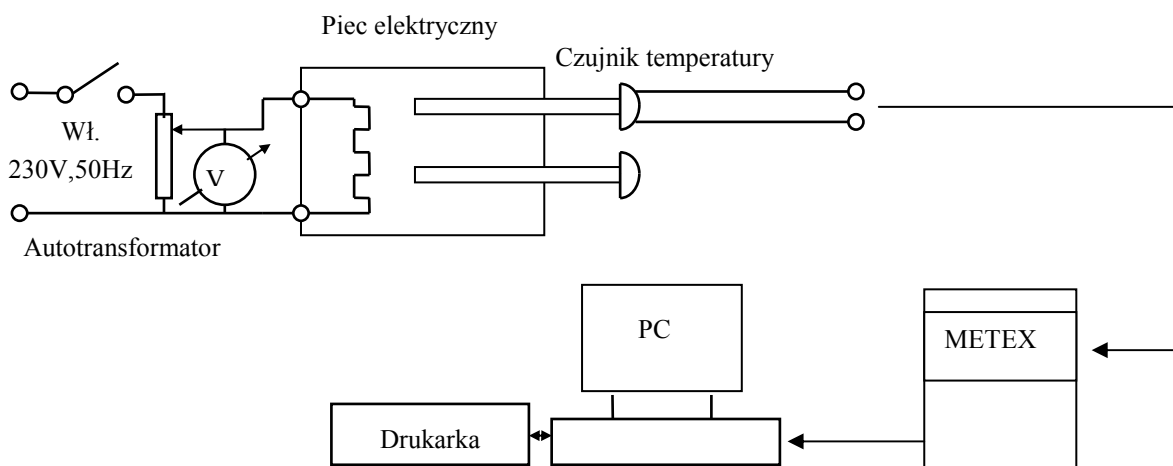 Piec elektryczny
Czujnik temperatury
Wł.
230V,50Hz
V
Autotransformator
PC
METEX
Drukarka